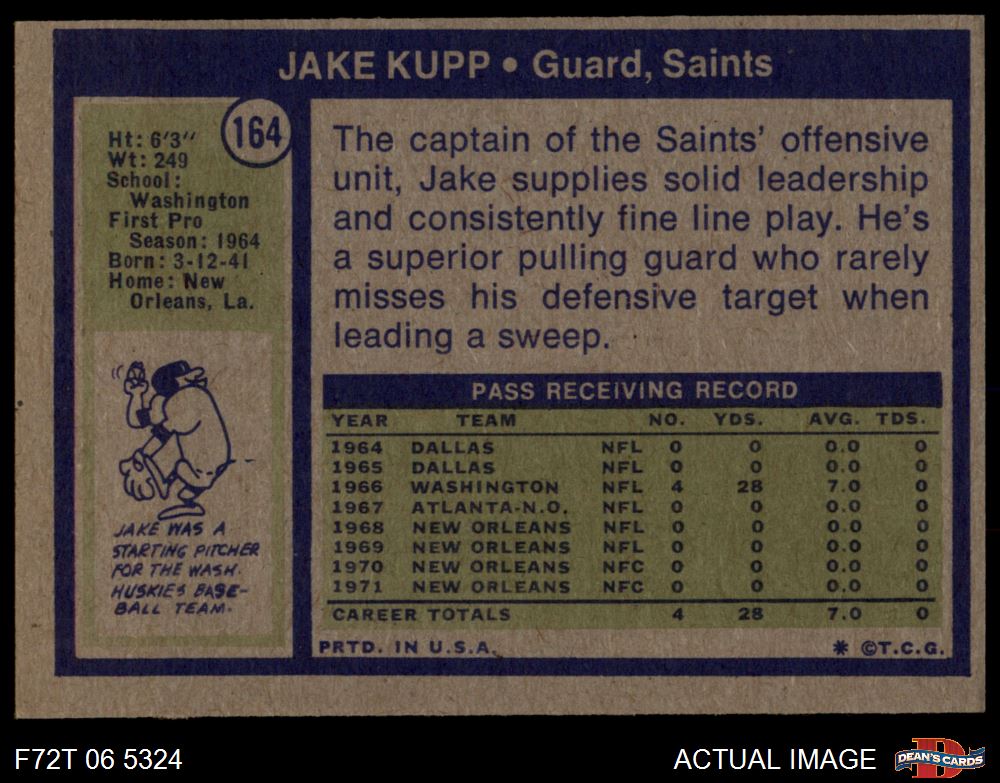 JAKE KUPP • Guard, Saints
164
Ht: 6'3"
Wt: 249
School:
Washington
First Pro
Season: 1964
Born: 3-12-41
Home: New
Orleans, La.
JAKE WAS A
STARTING PITCHER
FOR THE WASH.
HUSKIES BASE-
BALL TEAM.
The captain of the Saints' offensive
unit, Jake supplies solid leadership
and consistently fine line play. He's
a superior pulling guard who rarely
misses his defensive target when
leading a sweep.
PASS RECEIVING RECORD
YEAR TEAM NO. YDS. AVG. TDS.
1964 DALLAS NFL 0 0 0.0 0
1965 DALLAS NFL 0 0 0.0 0
1966 WASHINGTON NFL 4 28 7.0 0
1967 ATLANTA-N.O. NFL 0 0 0.0 0
1968 NEW ORLEANS NFL 0 0 0.0 0
1969 NEW ORLEANS NFL 0 0 0.0 0
1970 NEW ORLEANS NFC 0 0 0.0 0
1971 NEW ORLEANS NFC 0 0 0.0 0
CAREER TOTALS 4 28 7.0 0
PRTD. IN U.S.A. * ©T.C.G.
F72T 06 5324 ACTUAL IMAGE
D
DEAN'S CARDS